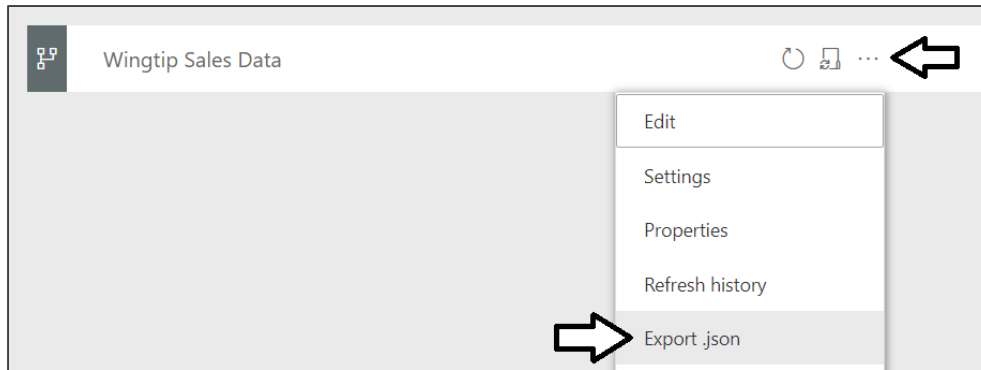 Wingtip Sales Data
Edit
Settings
Properties
Refresh history
Export .json